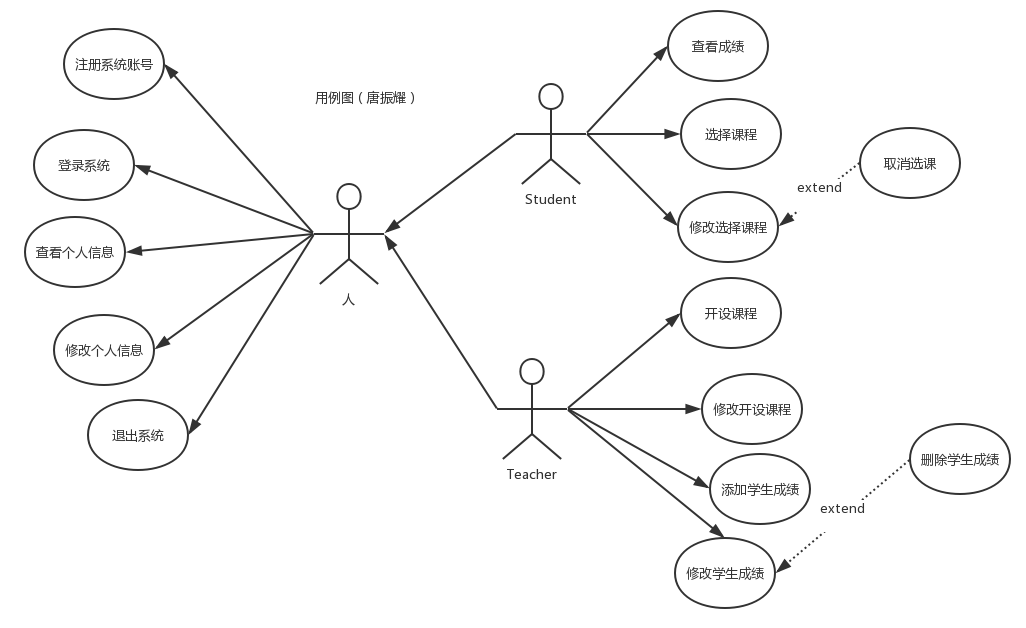 注册系统账号
登录系统
查看个人信息
修改个人信息
退出系统
用例图（唐振耀）
人
Student
查看成绩
选择课程
修改选择课程
extend
取消选课
Teacher
开设课程
修改开设课程
添加学生成绩
修改学生成绩
extend
删除学生成绩